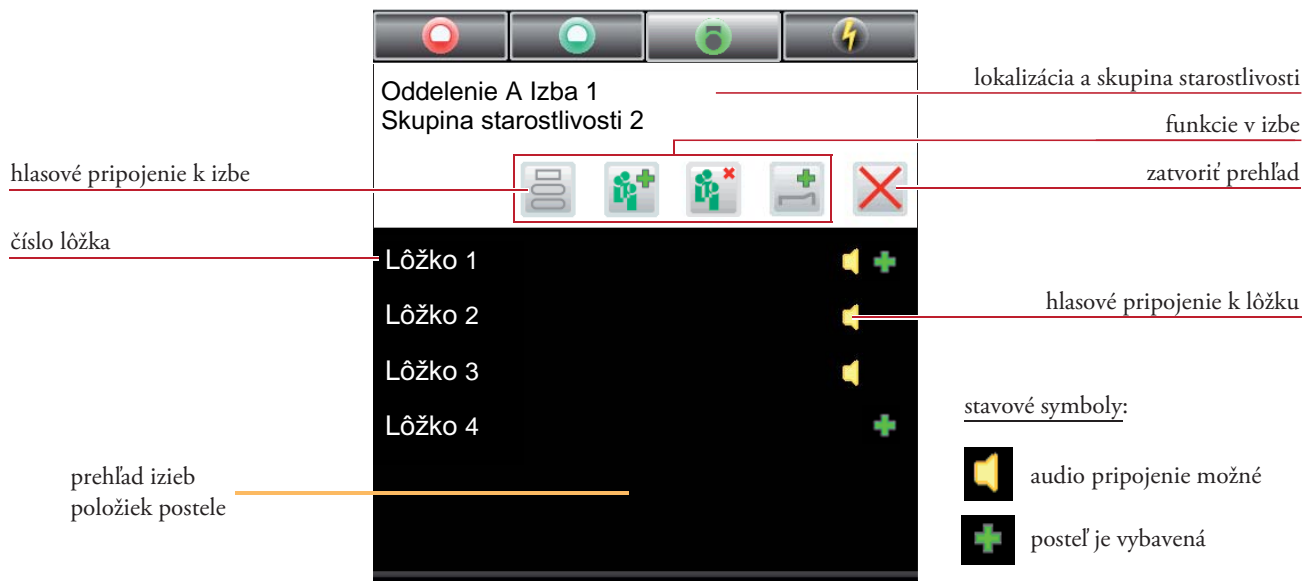 Oddelenie A Izba 1
Skupina starostlivosti 2
lokalizácia a skupina starostlivosti
funkcie v izbe
zatvoriť prehľad
hlasové pripojenie k izbe
číslo lôžka
Lôžko 1
Lôžko 2
Lôžko 3
Lôžko 4
hlasové pripojenie k lôžku
prehľad izieb
položiek postele
stavové symboly:
audio pripojenie možné
posteľ je vybavená